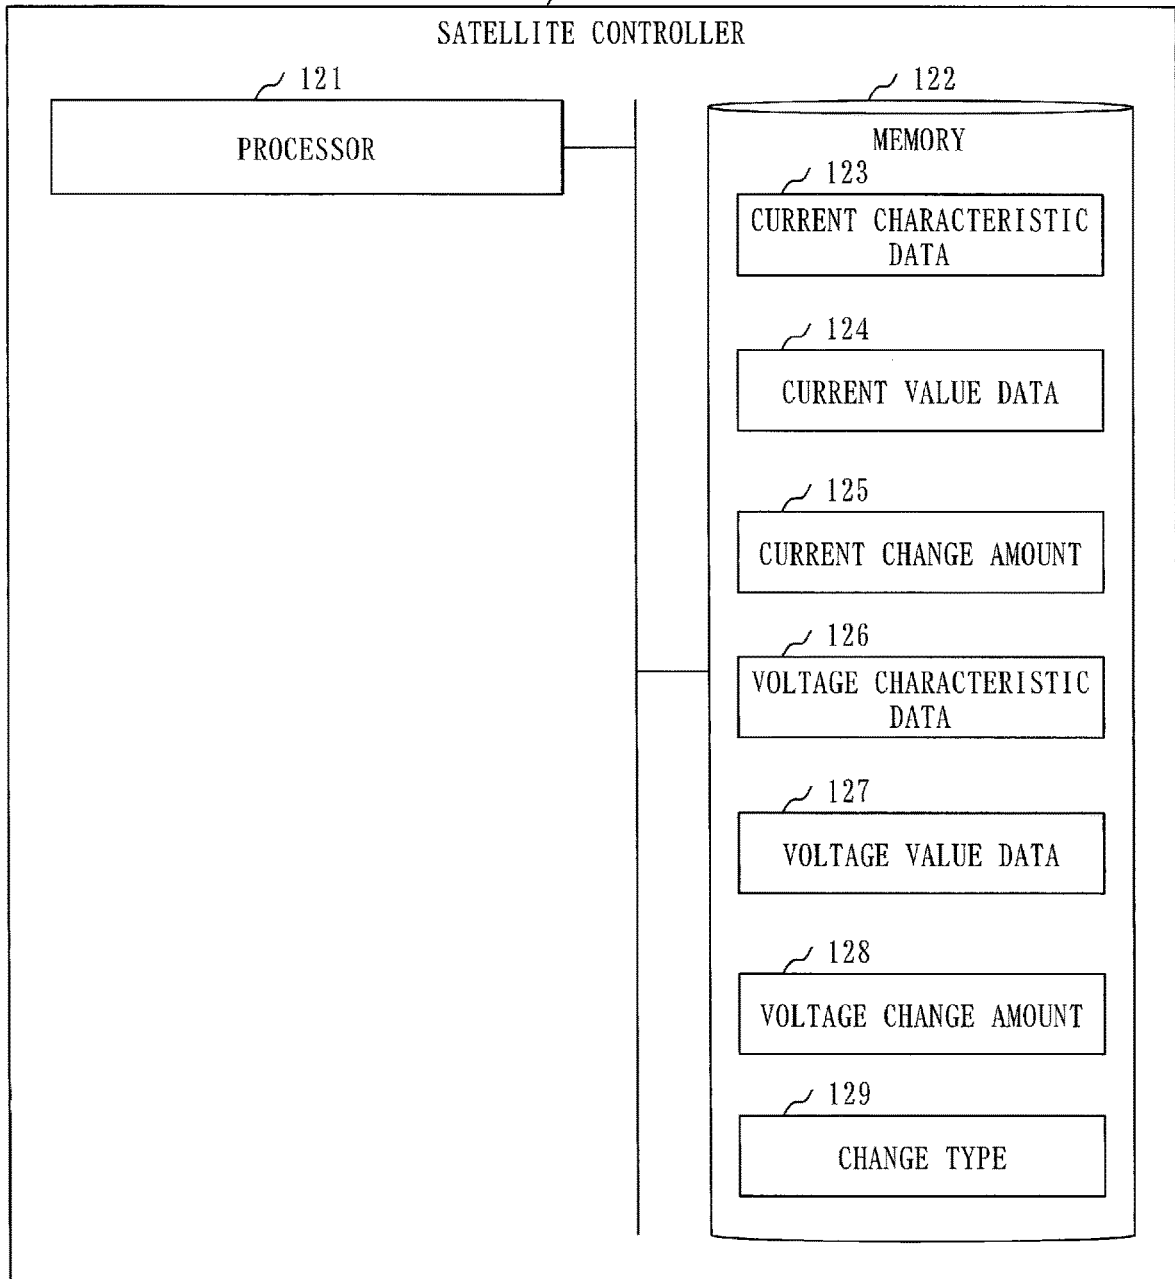 SATELLITE CONTROLLER
121
PROCESSOR
122
MEMORY
123
CURRENT CHARACTERISTIC
DATA
124
CURRENT VALUE DATA
125
CURRENT CHANGE AMOUNT
126
VOLTAGE CHARACTERISTIC
DATA
127
VOLTAGE VALUE DATA
128
VOLTAGE CHANGE AMOUNT
129
CHANGE TYPE